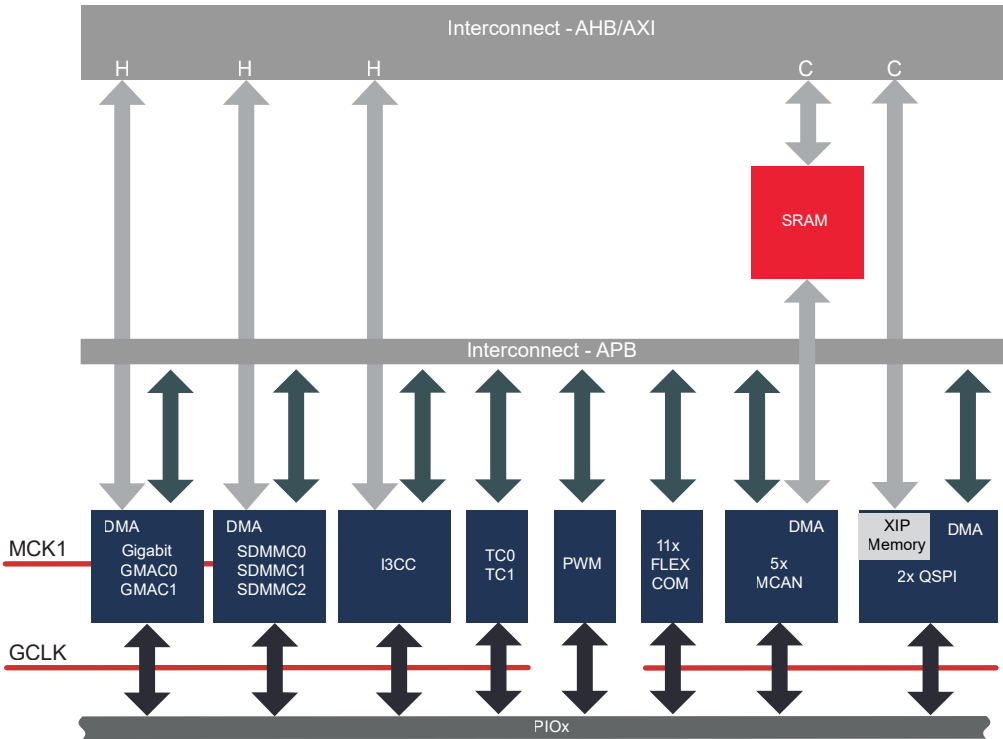 Interconnect - AHB/AXI
H
H
H
C
C
SRAM
Interconnect - APB
MCK1
DMA
Gigabit
GMAC0
GMAC1
DMA
SDMMC0
SDMMC1
SDMMC2
I3CC
TC0
TC1
PWM
11x
FLEX
COM
DMA
5x
MCAN
XIP
Memory
DMA
2x QSPI
GCLK
PIOx